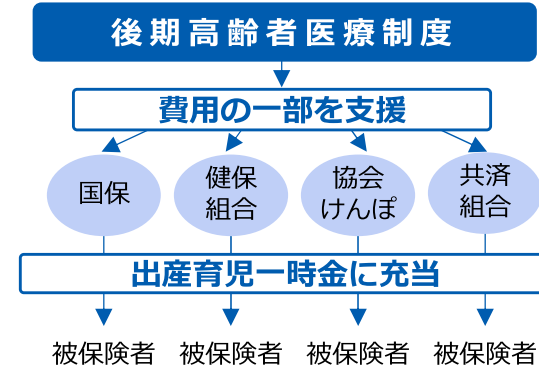 後期高齢者医療制度
費用の一部を支援
国保
健保
組合
協会
けんぽ
共済
組合
出産育児一時金に充当
被保険者 被保険者 被保険者 被保険者